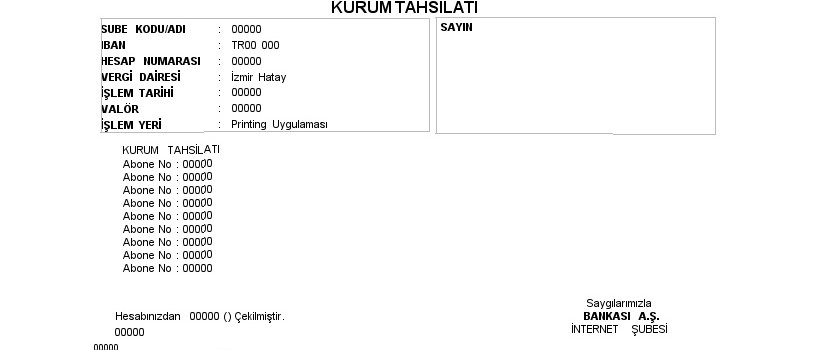 KURUM TAHSİLATI
SUBE KODU/ADI : 00000
IBAN : TR00 000
HESAP NUMARASI : 00000
VERGİ DAİRESİ : İzmir Hatay
İŞLEM TARİHİ : 00000
VALÖR : 00000
İŞLEM YERİ : Printing Uygulaması
SAYIN
KURUM TAHSİLATI
Abone No : 00000
Abone No : 00000
Abone No : 00000
Abone No : 00000
Abone No : 00000
Abone No : 00000
Abone No : 00000
Abone No : 00000
Abone No : 00000
Hesabınızdan 00000 () Çekilmiştir.
00000
00000
Saygılarımızla
BANKASI A.Ş.
İNTERNET ŞUBESİ